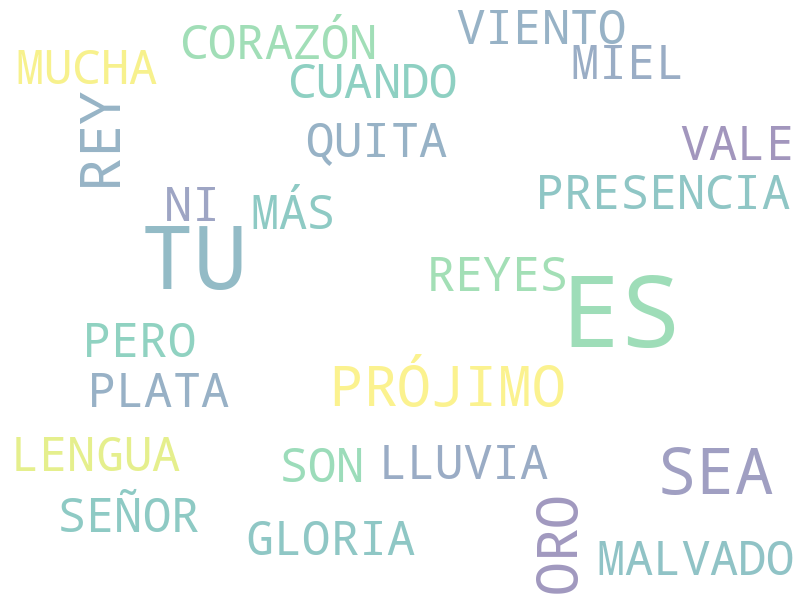 VIENTO
CORAZÓN
MIEL
MUCHA
CUANDO
REY
QUITA
VALE
PRESENCIA
NI
MÁS
TU
REYES
ES
PERO
PLATA
PRÓJIMO
LENGUA
SON
LLUVIA
SEA
SEÑOR
GLORIA
ORO
MALVADO